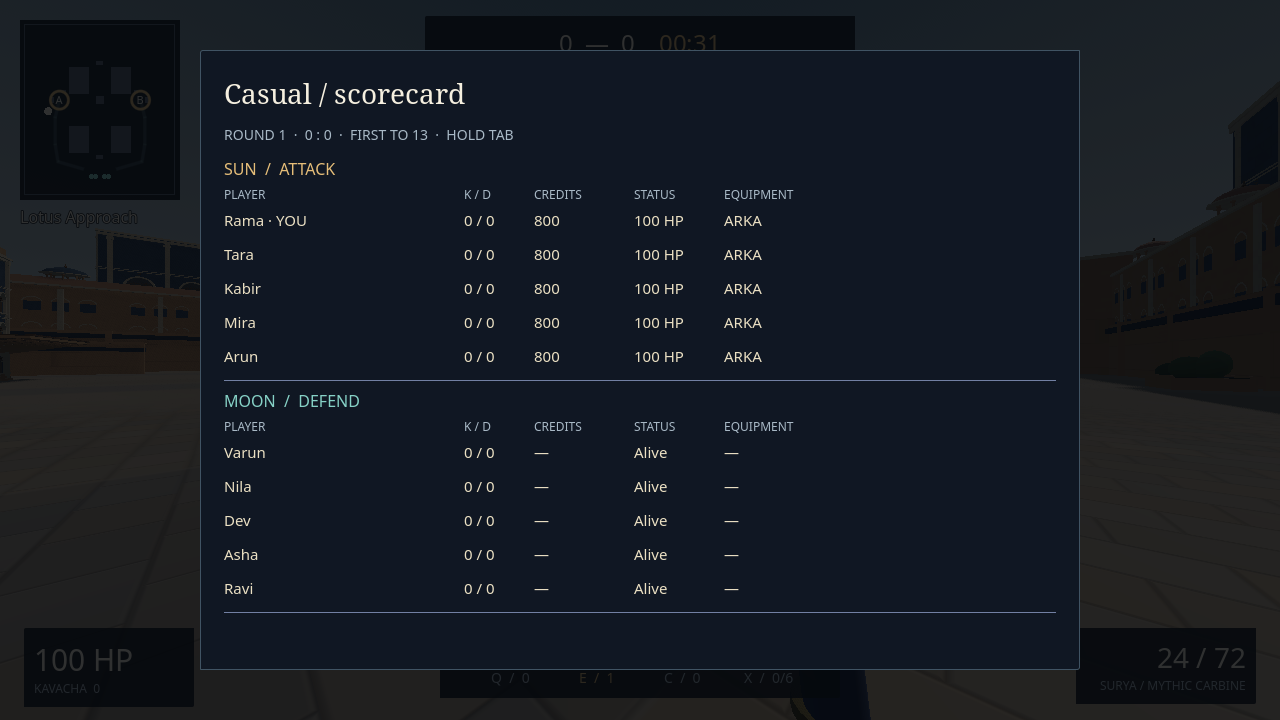 0 — 0 00:31
A
B
Lotus Approach
Casual / scorecard
ROUND 1 · 0 : 0 · FIRST TO 13 · HOLD TAB
SUN / ATTACK
PLAYER K / D CREDITS STATUS EQUIPMENT
Rama · YOU 0 / 0 800 100 HP ARKA
Tara 0 / 0 800 100 HP ARKA
Kabir 0 / 0 800 100 HP ARKA
Mira 0 / 0 800 100 HP ARKA
Arun 0 / 0 800 100 HP ARKA
MOON / DEFEND
PLAYER K / D CREDITS STATUS EQUIPMENT
Varun 0 / 0 — Alive —
Nila 0 / 0 — Alive —
Dev 0 / 0 — Alive —
Asha 0 / 0 — Alive —
Ravi 0 / 0 — Alive —
100 HP
KAVACHA 0
Q / 0 E / 1 C / 0 X / 0/6
24 / 72
SURYA / MYTHIC CARBINE